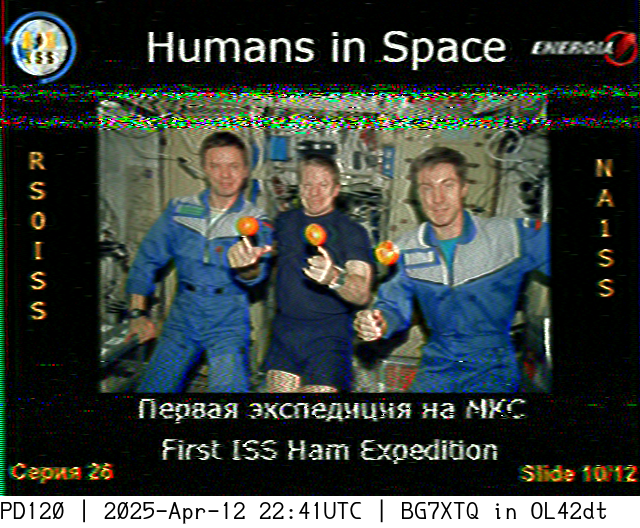 Humans in Space
ENERGIA
ISS
RS0ISS
NA1SS
Первая экспедиция на МКС
First ISS Ham Expedition
Серия 26
Slide 10/12
PD120 | 2025-Apr-12 22:41UTC | BG7XTQ in OL42dt